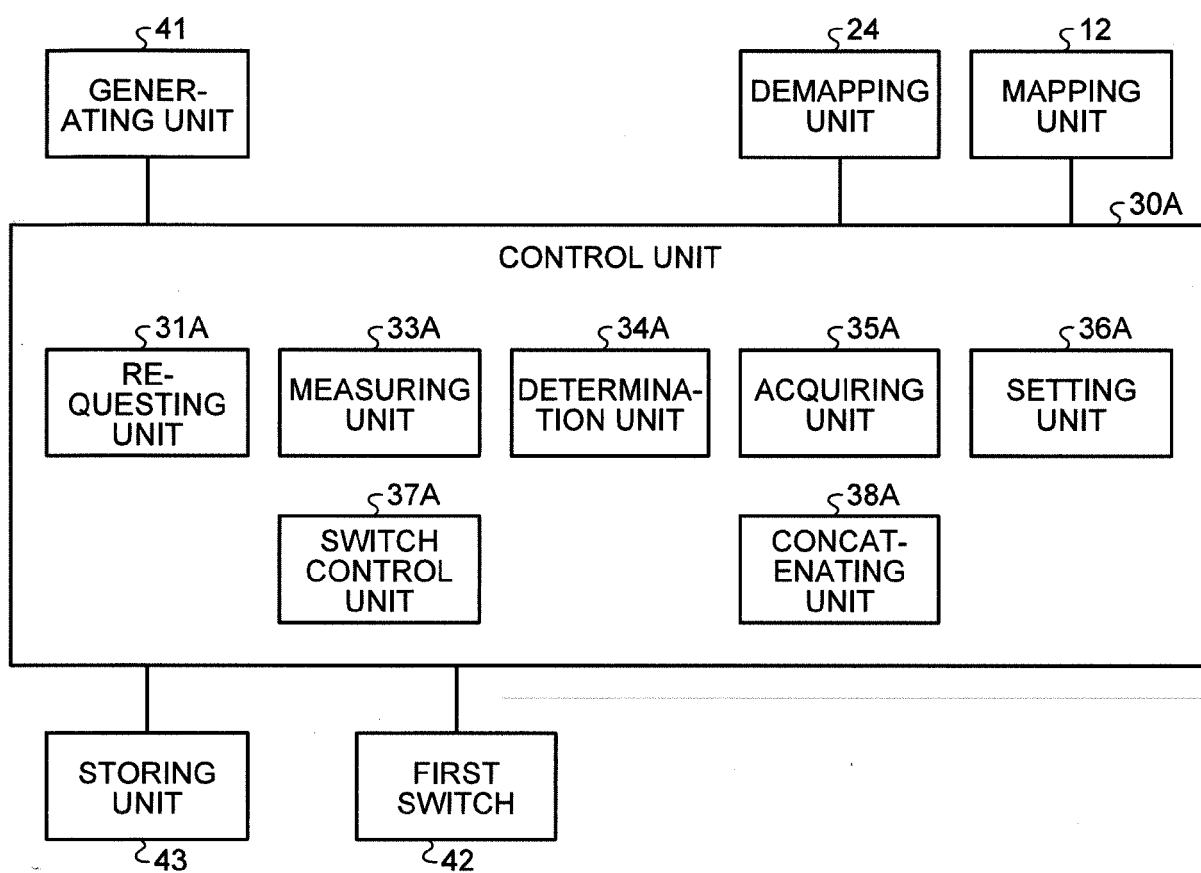 41
GENER-
ATING UNIT
24
DEMAPPING
UNIT
12
MAPPING
UNIT
30A
CONTROL UNIT
31A
RE-
QUESTING
UNIT
33A
MEASURING
UNIT
34A
DETERMINA-
TION UNIT
35A
ACQUIRING
UNIT
36A
SETTING
UNIT
37A
SWITCH
CONTROL
UNIT
38A
CONCAT-
ENATING
UNIT
STORING
UNIT
43
FIRST
SWITCH
42